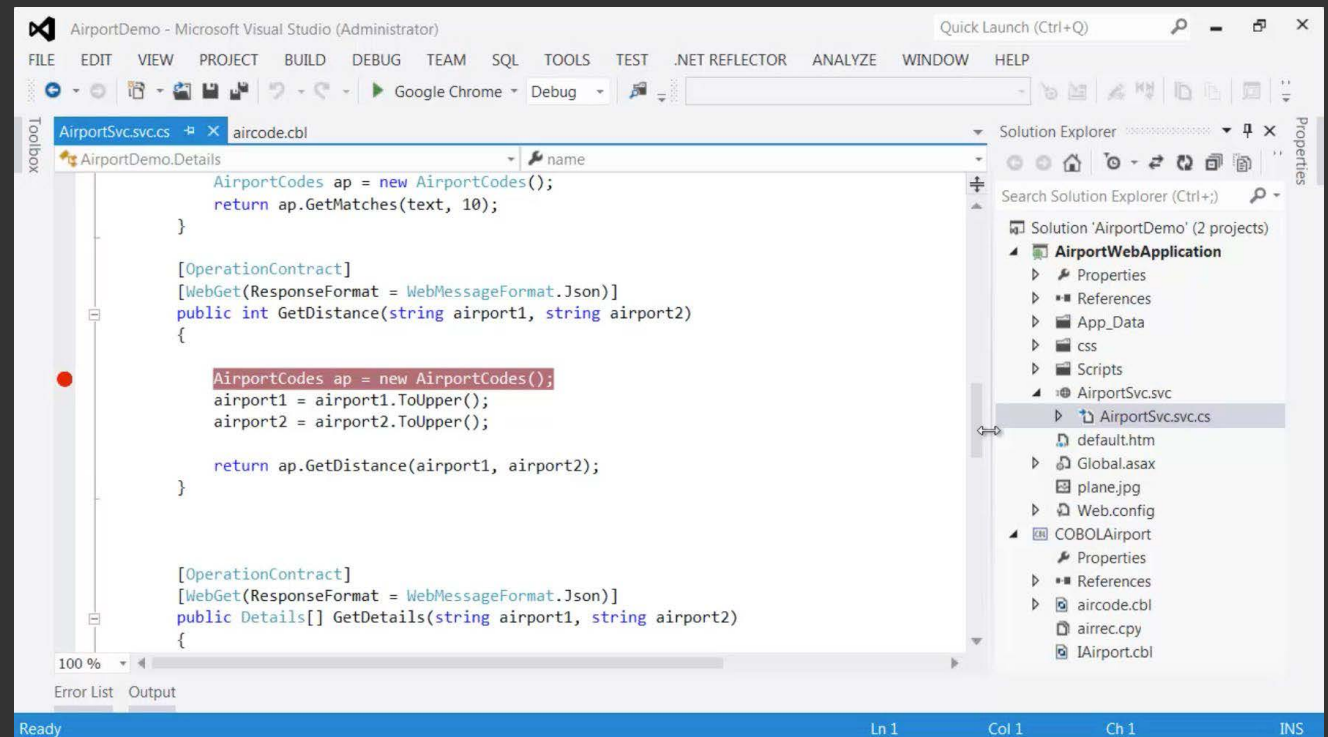 AirportDemo - Microsoft Visual Studio (Administrator)
Quick Launch (Ctrl+Q)
FILE EDIT VIEW PROJECT BUILD DEBUG TEAM SQL TOOLS TEST .NET REFLECTOR ANALYZE WINDOW HELP
Google Chrome Debug
Toolbox
AirportSvc.svc.cs aircode.cbl
AirportDemo.Details name
AirportCodes ap = new AirportCodes();
return ap.GetMatches(text, 10);
}
[OperationContract]
[WebGet(ResponseFormat = WebMessageFormat.Json)]
public int GetDistance(string airport1, string airport2)
{
AirportCodes ap = new AirportCodes();
airport1 = airport1.ToUpper();
airport2 = airport2.ToUpper();
return ap.GetDistance(airport1, airport2);
}
[OperationContract]
[WebGet(ResponseFormat = WebMessageFormat.Json)]
public Details[] GetDetails(string airport1, string airport2)
{
100 %
Solution Explorer
Properties
Search Solution Explorer (Ctrl+;)
Solution 'AirportDemo' (2 projects)
AirportWebApplication
Properties
References
App_Data
css
Scripts
AirportSvc.svc
AirportSvc.svc.cs
default.htm
Global.asax
plane.jpg
Web.config
COBOLAirport
Properties
References
aircode.cbl
airrec.cpy
IAirport.cbl
Error List Output
Ready Ln 1 Col 1 Ch 1 INS